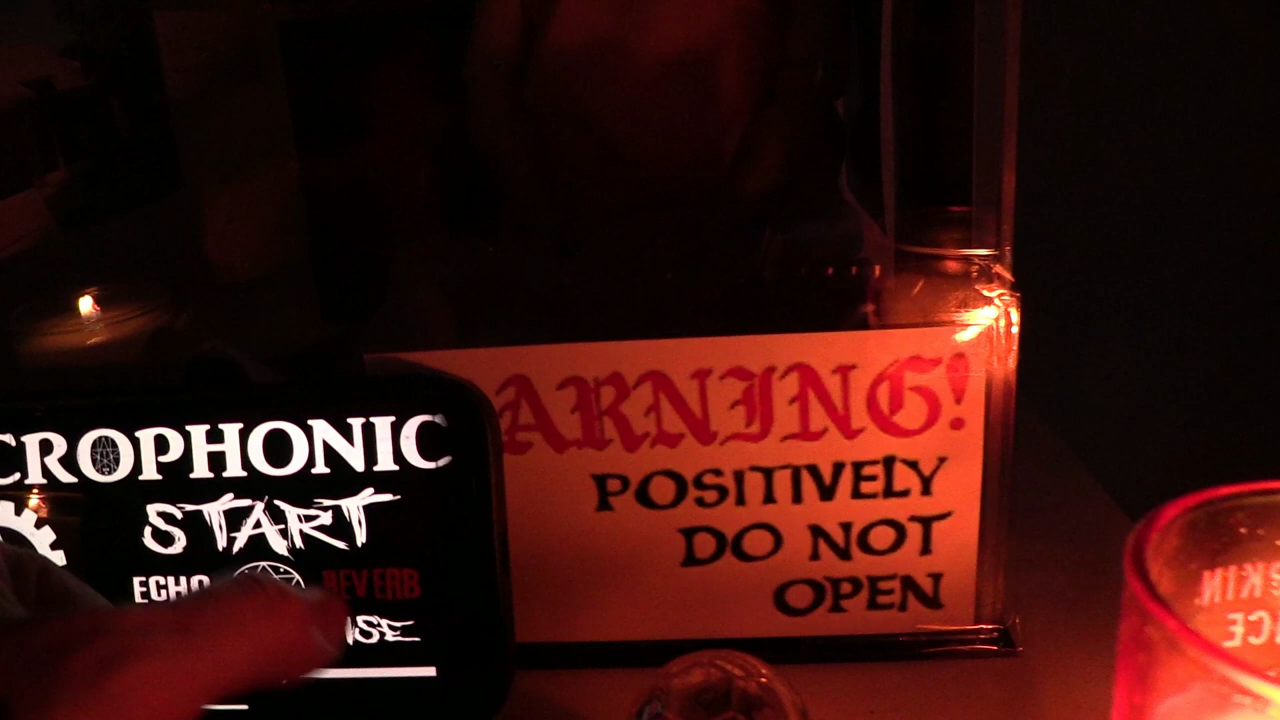 CROPHONIC
START
ECHO REVERB
ARNING!
POSITIVELY
DO NOT
OPEN